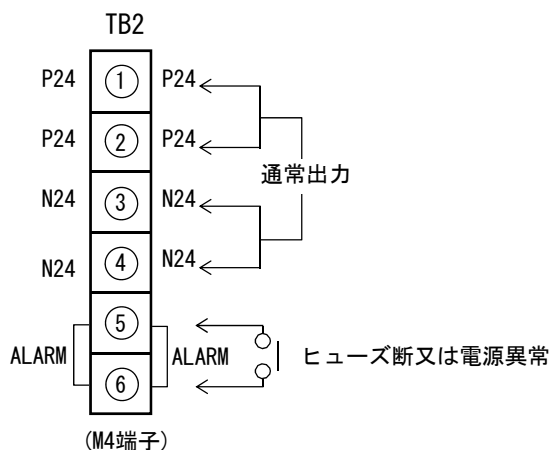 TB2
P24 ① P24
P24 ② P24
通常出力
N24 ③ N24
N24 ④ N24
⑤
ALARM ALARM ヒューズ断又は電源異常
⑥
(M4端子)